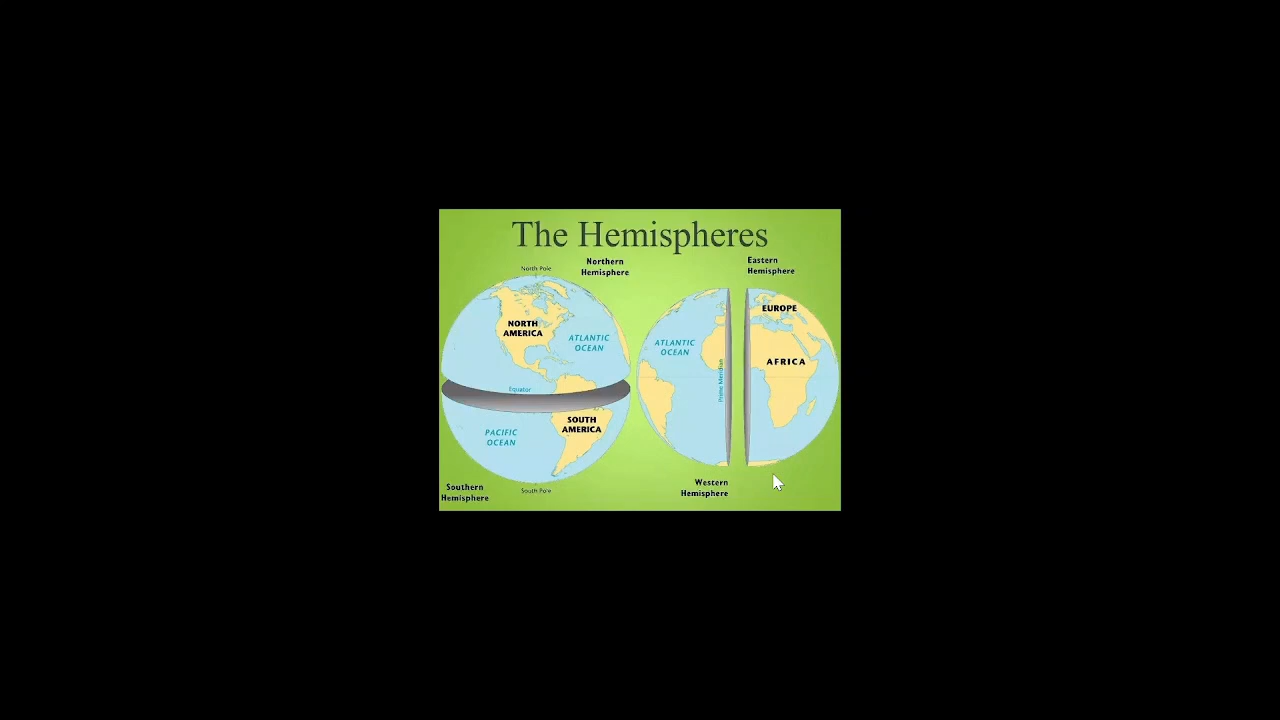 The Hemispheres
Northern
Hemisphere
North Pole
NORTH
AMERICA
ATLANTIC
OCEAN
Equator
SOUTH
AMERICA
PACIFIC
OCEAN
Southern
Hemisphere
South Pole
Eastern
Hemisphere
EUROPE
ATLANTIC
OCEAN
AFRICA
Prime Meridian
Western
Hemisphere